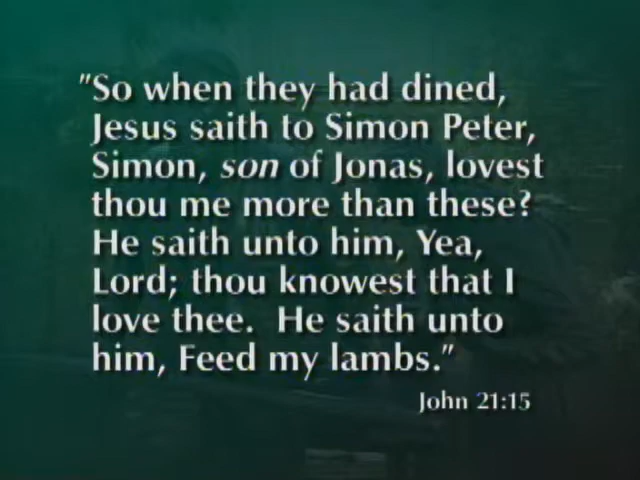 "So when they had dined,
Jesus saith to Simon Peter,
Simon, son of Jonas, lovest
thou me more than these?
He saith unto him, Yea,
Lord; thou knowest that I
love thee.  He saith unto
him, Feed my lambs."
John 21:15